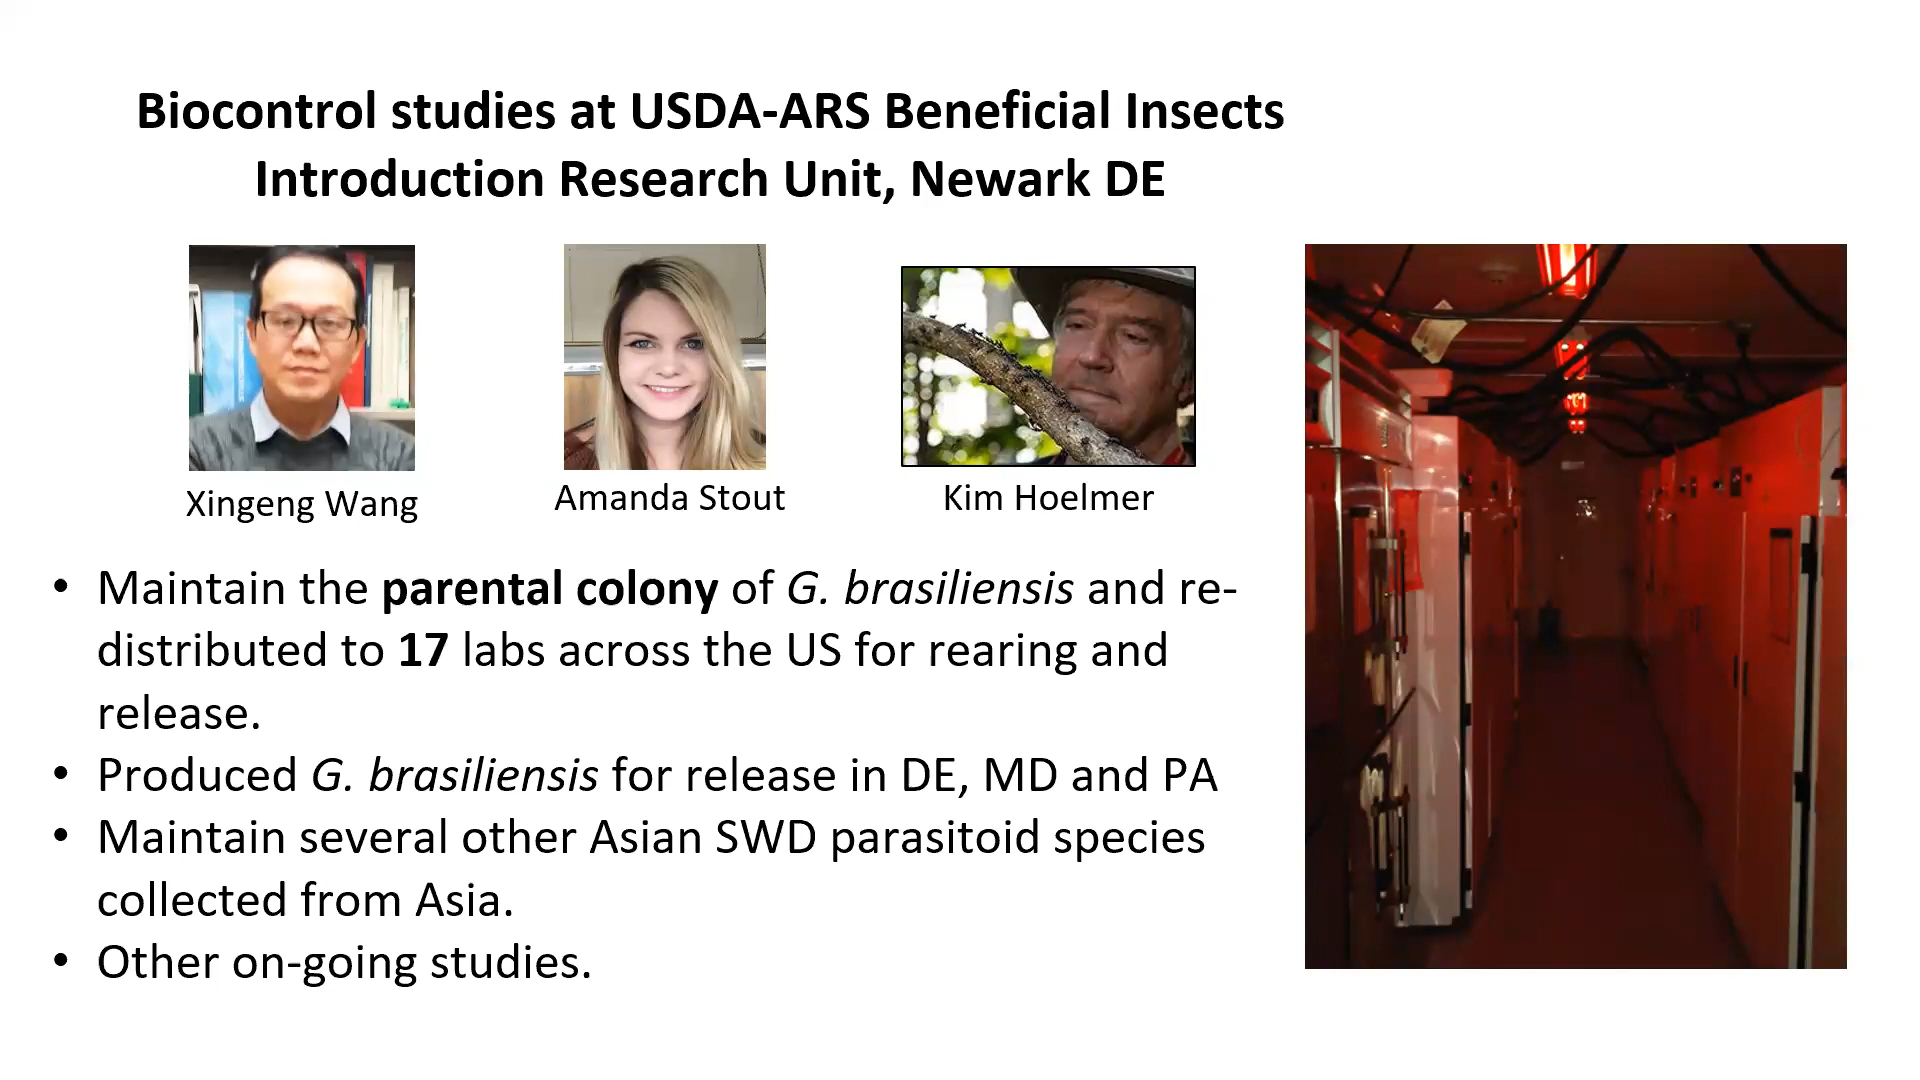 Biocontrol studies at USDA-ARS Beneficial Insects
Introduction Research Unit, Newark DE
Xingeng Wang
Amanda Stout
Kim Hoelmer
• Maintain the parental colony of G. brasiliensis and re-
distributed to 17 labs across the US for rearing and
release.
• Produced G. brasiliensis for release in DE, MD and PA
• Maintain several other Asian SWD parasitoid species
collected from Asia.
• Other on-going studies.